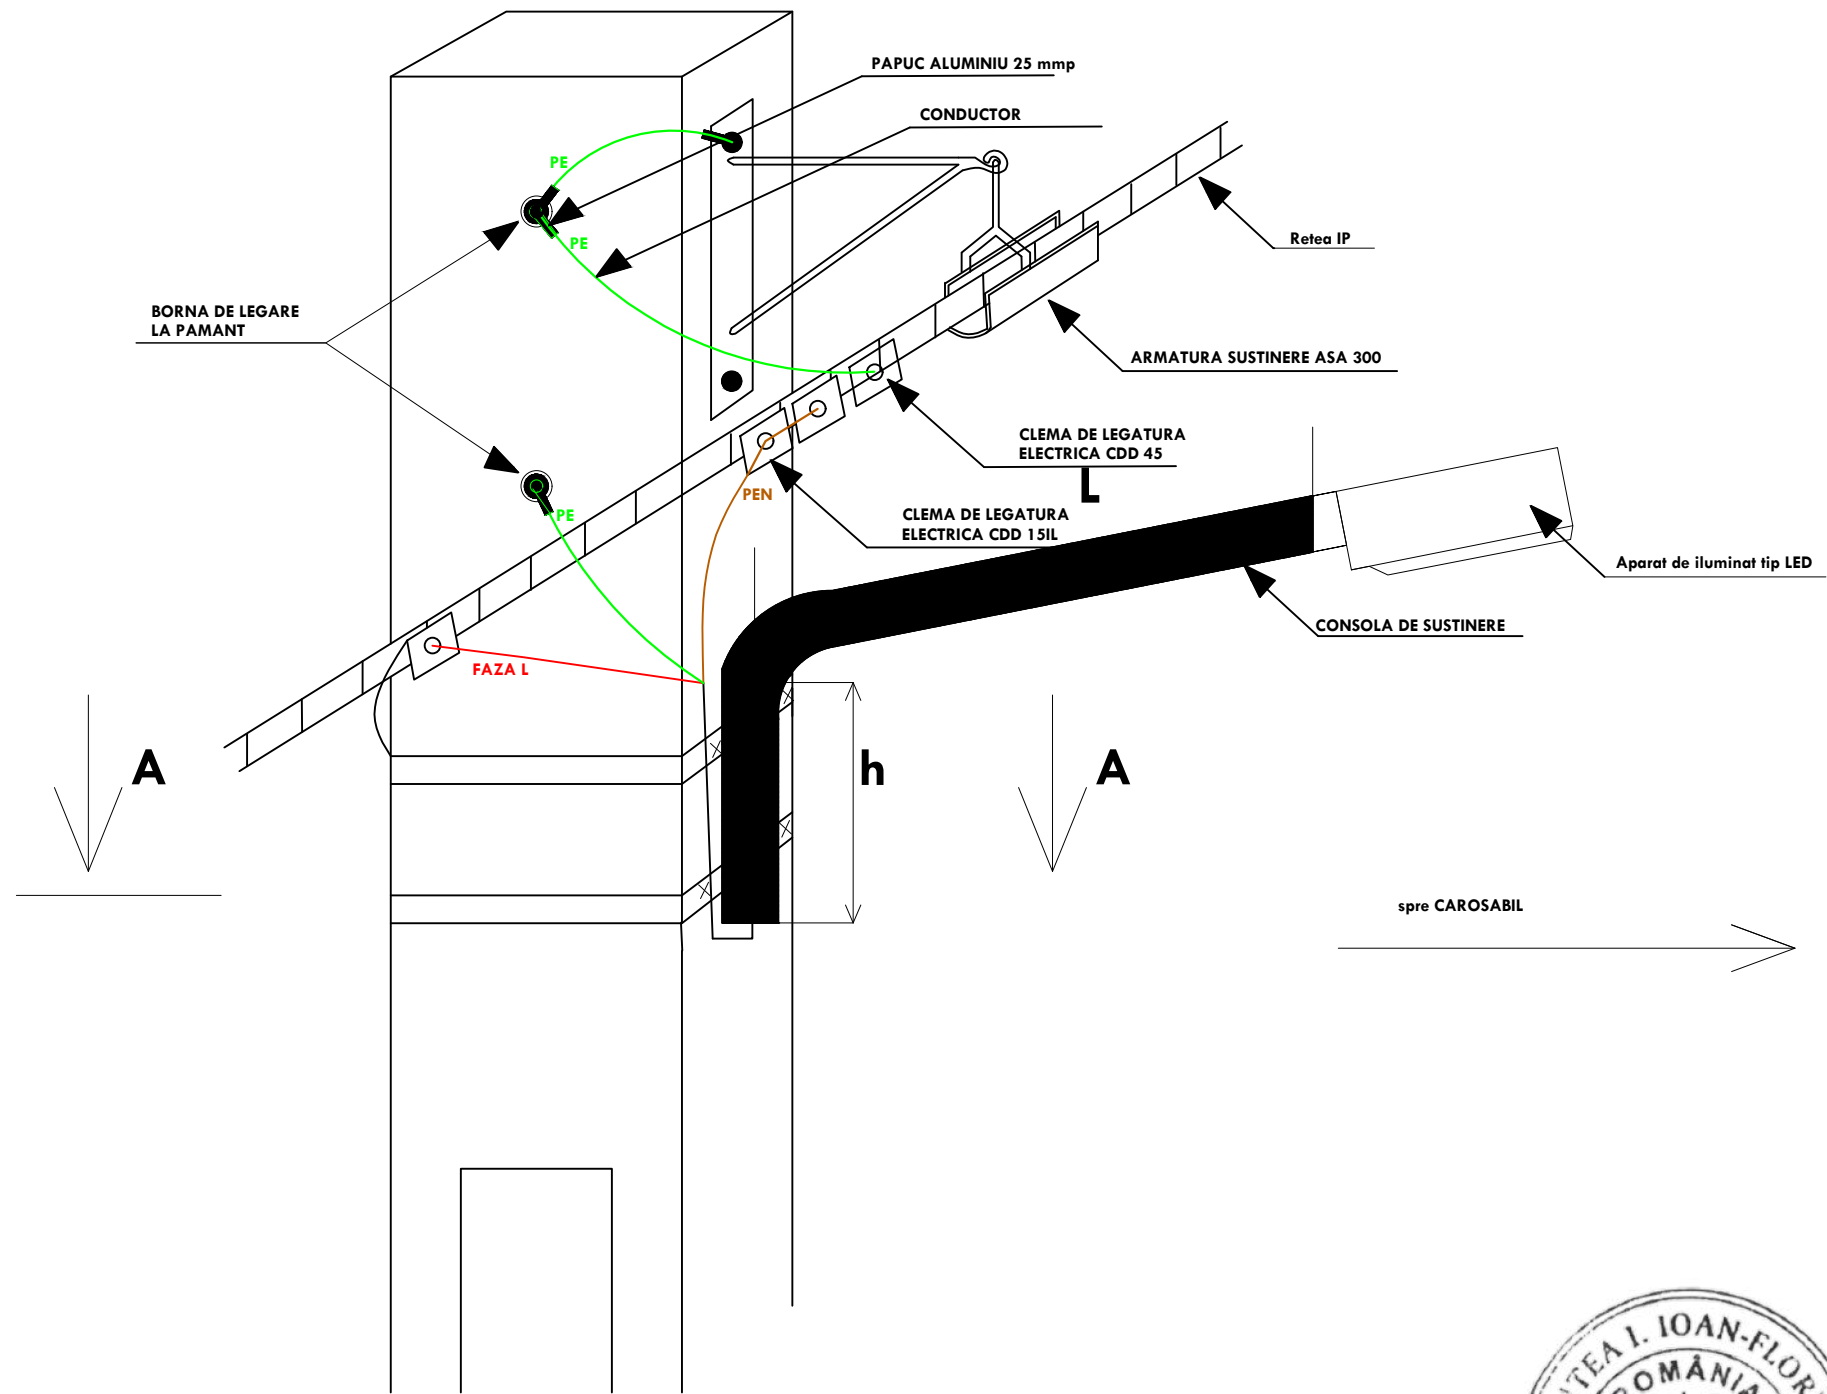 PAPUC ALUMINIU 25 mmp
CONDUCTOR
PE
PE
Retea IP
BORNA DE LEGARE
LA PAMANT
ARMATURA SUSTINERE ASA 300
CLEMA DE LEGATURA
ELECTRICA CDD 45
L
PEN
CLEMA DE LEGATURA
ELECTRICA CDD 15IL
PE
Aparat de iluminat tip LED
CONSOLA DE SUSTINERE
FAZA L
A
h
A
spre CAROSABIL
I. IOAN-FLOR
ROMÂNIA